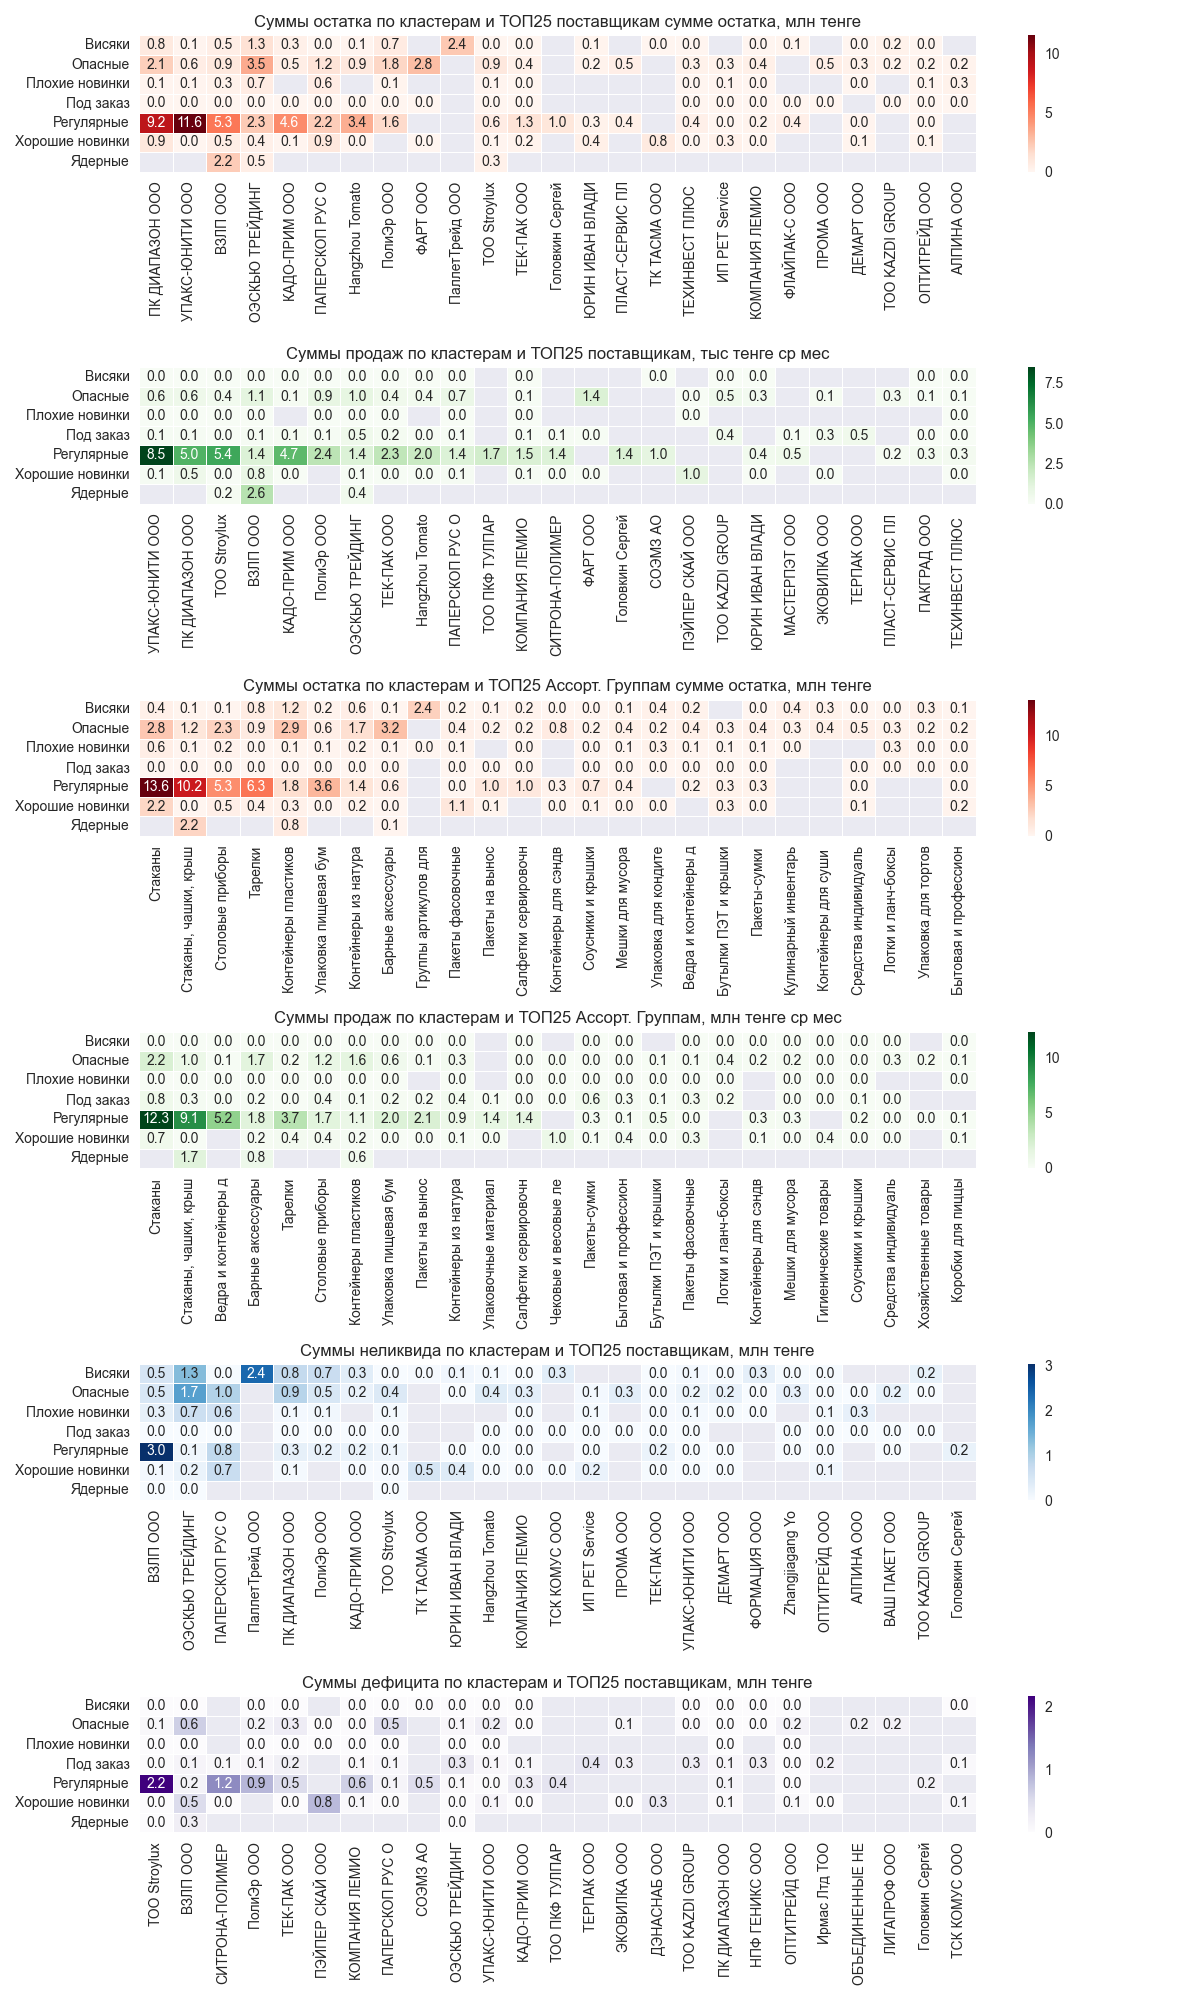 Суммы остатка по кластерам и ТОП25 поставщикам сумме остатка, млн тенге
Висяки 0.8 0.1 0.5 1.3 0.3 0.0 0.1 0.7 2.4 0.0 0.0 0.1 0.0 0.0 0.0 0.1 0.0 0.2 0.0
Опасные 2.1 0.6 0.9 3.5 0.5 1.2 0.9 1.8 2.8 0.9 0.4 0.2 0.5 0.3 0.3 0.4 0.5 0.3 0.2 0.2 0.2
Плохие новинки 0.1 0.1 0.3 0.7 0.6 0.1 0.1 0.0 0.0 0.1 0.0 0.0 0.1 0.3
Под заказ 0.0 0.0 0.0 0.0 0.0 0.0 0.0 0.0 0.0 0.0 0.0 0.0 0.0 0.0 0.0 0.0 0.0 0.0 0.0
Регулярные 9.2 11.6 5.3 2.3 4.6 2.2 3.4 1.6 0.6 1.3 1.0 0.3 0.4 0.4 0.0 0.2 0.4 0.0 0.0
Хорошие новинки 0.9 0.0 0.5 0.4 0.1 0.9 0.0 0.0 0.1 0.2 0.4 0.8 0.0 0.3 0.0 0.1 0.1
Ядерные 2.2 0.5 0.3
10
5
0
ПК ДИАПАЗОН ООО
УПАКС-ЮНИТИ ООО
ВЗЛП ООО
ОЭСКЬЮ ТРЕЙДИНГ
КАДО-ПРИМ ООО
ПАПЕРСКОП РУС О
Hangzhou Tomato
ПолиЭр ООО
ФАРТ ООО
ПаллетТрейд ООО
ТОО Stroylux
ТЕК-ПАК ООО
Головкин Сергей
ЮРИН ИВАН ВЛАДИ
ПЛАСТ-СЕРВИС ПЛ
ТК ТАСМА ООО
ТЕХИНВЕСТ ПЛЮС
ИП PET Service
КОМПАНИЯ ЛЕМИО
ФЛАЙПАК-С ООО
ПРОМА ООО
ДЕМАРТ ООО
ТОО KAZDI GROUP
ОПТИТРЕЙД ООО
АЛПИНА ООО
Суммы продаж по кластерам и ТОП25 поставщикам, тыс тенге ср мес
Висяки 0.0 0.0 0.0 0.0 0.0 0.0 0.0 0.0 0.0 0.0 0.0 0.0 0.0 0.0 0.0 0.0
Опасные 0.6 0.6 0.4 1.1 0.1 0.9 1.0 0.4 0.4 0.7 0.1 1.4 0.0 0.5 0.3 0.1 0.3 0.1 0.1
Плохие новинки 0.0 0.0 0.0 0.0 0.0 0.0 0.0 0.0 0.0 0.0 0.0
Под заказ 0.1 0.1 0.0 0.1 0.1 0.1 0.5 0.2 0.0 0.1 0.1 0.1 0.0 0.4 0.1 0.3 0.5 0.0 0.0
Регулярные 8.5 5.0 5.4 1.4 4.7 2.4 1.4 2.3 2.0 1.4 1.7 1.5 1.4 1.4 1.0 0.4 0.5 0.2 0.3 0.3
Хорошие новинки 0.1 0.5 0.0 0.8 0.0 0.1 0.0 0.0 0.1 0.1 0.0 0.0 1.0 0.0 0.0
Ядерные 0.2 2.6 0.4
7.5
5.0
2.5
0.0
УПАКС-ЮНИТИ ООО
ПК ДИАПАЗОН ООО
ТОО Stroylux
ВЗЛП ООО
КАДО-ПРИМ ООО
ПолиЭр ООО
ОЭСКЬЮ ТРЕЙДИНГ
ТЕК-ПАК ООО
Hangzhou Tomato
ПАПЕРСКОП РУС О
ТОО ПКФ ТУЛПАР
КОМПАНИЯ ЛЕМИО
СИТРОНА-ПОЛИМЕР
ФАРТ ООО
Головкин Сергей
СОЭМЗ АО
ПЭЙПЕР СКАЙ ООО
ТОО KAZDI GROUP
ЮРИН ИВАН ВЛАДИ
МАСТЕРПЭТ ООО
ЭКОВИЛКА ООО
ТЕРПАК ООО
ПЛАСТ-СЕРВИС ПЛ
ПАКГРАД ООО
ТЕХИНВЕСТ ПЛЮС
Суммы остатка по кластерам и ТОП25 Ассорт. Группам сумме остатка, млн тенге
Висяки 0.4 0.1 0.1 0.8 1.2 0.2 0.6 0.1 2.4 0.2 0.1 0.2 0.0 0.0 0.1 0.4 0.2 0.0 0.4 0.3 0.0 0.0 0.3 0.1
Опасные 2.8 1.2 2.3 0.9 2.9 0.6 1.7 3.2 0.4 0.2 0.2 0.8 0.2 0.4 0.2 0.4 0.3 0.4 0.3 0.4 0.5 0.3 0.2 0.2
Плохие новинки 0.6 0.1 0.2 0.0 0.1 0.1 0.2 0.1 0.0 0.1 0.0 0.0 0.1 0.3 0.1 0.1 0.1 0.0 0.3 0.0 0.0
Под заказ 0.0 0.0 0.0 0.0 0.0 0.0 0.0 0.0 0.0 0.0 0.0 0.0 0.0 0.0 0.0 0.0 0.0 0.0 0.0 0.0 0.0
Регулярные 13.6 10.2 5.3 6.3 1.8 3.6 1.4 0.6 0.0 1.0 1.0 0.3 0.7 0.4 0.2 0.3 0.3 0.0 0.0
Хорошие новинки 2.2 0.0 0.5 0.4 0.3 0.0 0.2 0.0 1.1 0.1 0.0 0.1 0.0 0.0 0.3 0.0 0.1 0.2
Ядерные 2.2 0.8 0.1
10
5
0
Стаканы
Стаканы, чашки, крыш
Столовые приборы
Тарелки
Контейнеры пластиков
Упаковка пищевая бум
Контейнеры из натура
Барные аксессуары
Группы артикулов для
Пакеты фасовочные
Пакеты на вынос
Салфетки сервировочн
Контейнеры для сэндв
Соусники и крышки
Мешки для мусора
Упаковка для кондите
Ведра и контейнеры д
Бутылки ПЭТ и крышки
Пакеты-сумки
Кулинарный инвентарь
Контейнеры для суши
Средства индивидуаль
Лотки и ланч-боксы
Упаковка для тортов
Бытовая и профессион
Суммы продаж по кластерам и ТОП25 Ассорт. Группам, млн тенге ср мес
Висяки 0.0 0.0 0.0 0.0 0.0 0.0 0.0 0.0 0.0 0.0 0.0 0.0 0.0 0.0 0.0 0.0 0.0 0.0 0.0 0.0 0.0 0.0
Опасные 2.2 1.0 0.1 1.7 0.2 1.2 1.6 0.6 0.1 0.3 0.0 0.0 0.0 0.0 0.1 0.1 0.4 0.2 0.2 0.0 0.0 0.3 0.2 0.1
Плохие новинки 0.0 0.0 0.0 0.0 0.0 0.0 0.0 0.0 0.0 0.0 0.0 0.0 0.0 0.0 0.0 0.0 0.0 0.0 0.0 0.0
Под заказ 0.8 0.3 0.0 0.0 0.0 0.4 0.1 0.2 0.2 0.4 0.1 0.0 0.0 0.6 0.3 0.1 0.3 0.2 0.0 0.0 0.1 0.0
Регулярные 12.3 9.1 5.2 1.8 3.7 1.7 1.1 2.0 2.1 0.9 1.4 1.4 0.3 0.1 0.5 0.0 0.3 0.3 0.2 0.0 0.0 0.1
Хорошие новинки 0.7 0.0 0.2 0.4 0.4 0.2 0.0 0.0 0.1 0.0 1.0 0.1 0.4 0.0 0.3 0.1 0.0 0.4 0.0 0.0 0.1
Ядерные 1.7 0.8 0.6
10
5
0
Стаканы
Стаканы, чашки, крыш
Ведра и контейнеры д
Барные аксессуары
Тарелки
Столовые приборы
Контейнеры пластиков
Упаковка пищевая бум
Пакеты на вынос
Контейнеры из натура
Упаковочные материал
Салфетки сервировочн
Чековые и весовые ле
Пакеты-сумки
Бытовая и профессион
Бутылки ПЭТ и крышки
Пакеты фасовочные
Лотки и ланч-боксы
Контейнеры для сэндв
Мешки для мусора
Гигиенические товары
Соусники и крышки
Средства индивидуаль
Хозяйственные товары
Коробки для пиццы
Суммы неликвида по кластерам и ТОП25 поставщикам, млн тенге
Висяки 0.5 1.3 0.0 2.4 0.8 0.7 0.3 0.0 0.0 0.1 0.1 0.0 0.3 0.0 0.1 0.0 0.3 0.0 0.0 0.2
Опасные 0.5 1.7 1.0 0.9 0.5 0.2 0.4 0.0 0.4 0.3 0.1 0.3 0.0 0.2 0.2 0.0 0.3 0.0 0.0 0.2 0.0
Плохие новинки 0.3 0.7 0.6 0.1 0.1 0.1 0.0 0.1 0.0 0.1 0.0 0.0 0.1 0.3
Под заказ 0.0 0.0 0.0 0.0 0.0 0.0 0.0 0.0 0.0 0.0 0.0 0.0 0.0 0.0 0.0 0.0 0.0 0.0 0.0
Регулярные 3.0 0.1 0.8 0.3 0.2 0.2 0.1 0.0 0.0 0.0 0.0 0.2 0.0 0.0 0.0 0.0 0.0 0.2
Хорошие новинки 0.1 0.2 0.7 0.1 0.0 0.0 0.5 0.4 0.0 0.0 0.0 0.2 0.0 0.0 0.0 0.1
Ядерные 0.0 0.0 0.0
3
2
1
0
ВЗЛП ООО
ОЭСКЬЮ ТРЕЙДИНГ
ПАПЕРСКОП РУС О
ПаллетТрейд ООО
ПК ДИАПАЗОН ООО
ПолиЭр ООО
КАДО-ПРИМ ООО
ТОО Stroylux
ТК ТАСМА ООО
ЮРИН ИВАН ВЛАДИ
Hangzhou Tomato
КОМПАНИЯ ЛЕМИО
ТСК КОМУС ООО
ИП PET Service
ПРОМА ООО
ТЕК-ПАК ООО
УПАКС-ЮНИТИ ООО
ДЕМАРТ ООО
ФОРМАЦИЯ ООО
Zhangjiagang Yo
ОПТИТРЕЙД ООО
АЛПИНА ООО
ВАШ ПАКЕТ ООО
ТОО KAZDI GROUP
Головкин Сергей
Суммы дефицита по кластерам и ТОП25 поставщикам, млн тенге
Висяки 0.0 0.0 0.0 0.0 0.0 0.0 0.0 0.0 0.0 0.0 0.0 0.0 0.0 0.0 0.0
Опасные 0.1 0.6 0.2 0.3 0.0 0.0 0.5 0.1 0.2 0.0 0.1 0.0 0.0 0.0 0.2 0.2 0.2
Плохие новинки 0.0 0.0 0.0 0.0 0.0 0.0 0.0 0.0 0.0 0.0
Под заказ 0.0 0.1 0.1 0.1 0.2 0.1 0.1 0.3 0.1 0.1 0.4 0.3 0.3 0.1 0.3 0.0 0.2 0.1
Регулярные 2.2 0.2 1.2 0.9 0.5 0.6 0.1 0.5 0.1 0.0 0.3 0.4 0.1 0.0 0.2
Хорошие новинки 0.0 0.5 0.0 0.0 0.8 0.1 0.0 0.0 0.1 0.0 0.0 0.3 0.1 0.1 0.0 0.1
Ядерные 0.0 0.3 0.0
2
1
0
ТОО Stroylux
ВЗЛП ООО
СИТРОНА-ПОЛИМЕР
ПолиЭр ООО
ТЕК-ПАК ООО
ПЭЙПЕР СКАЙ ООО
КОМПАНИЯ ЛЕМИО
ПАПЕРСКОП РУС О
СОЭМЗ АО
ОЭСКЬЮ ТРЕЙДИНГ
УПАКС-ЮНИТИ ООО
КАДО-ПРИМ ООО
ТОО ПКФ ТУЛПАР
ТЕРПАК ООО
ЭКОВИЛКА ООО
ДЭНАСНАБ ООО
ТОО KAZDI GROUP
ПК ДИАПАЗОН ООО
НПФ ГЕНИКС ООО
ОПТИТРЕЙД ООО
Ирмас Лтд ТОО
ОБЪЕДИНЕННЫЕ НЕ
ЛИГАПРОФ ООО
Головкин Сергей
ТСК КОМУС ООО